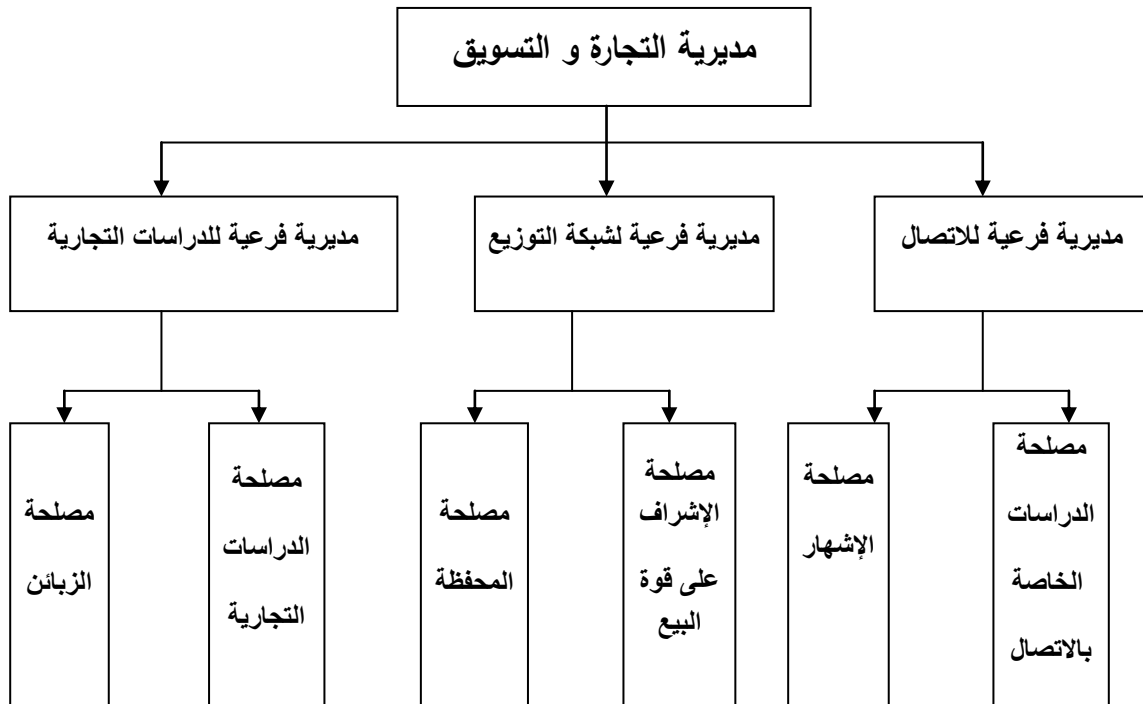 مديرية التجارة و التسويق
مديرية فرعية للاتصال
مديرية فرعية لشبكة التوزيع
مديرية فرعية للدراسات التجارية
مصلحة
الدراسات
الخاصة
بالاتصال
مصلحة
الإشهار
مصلحة
الإشراف
على قوة
البيع
مصلحة
المحفظة
مصلحة
الدراسات
التجارية
مصلحة
الزبائن